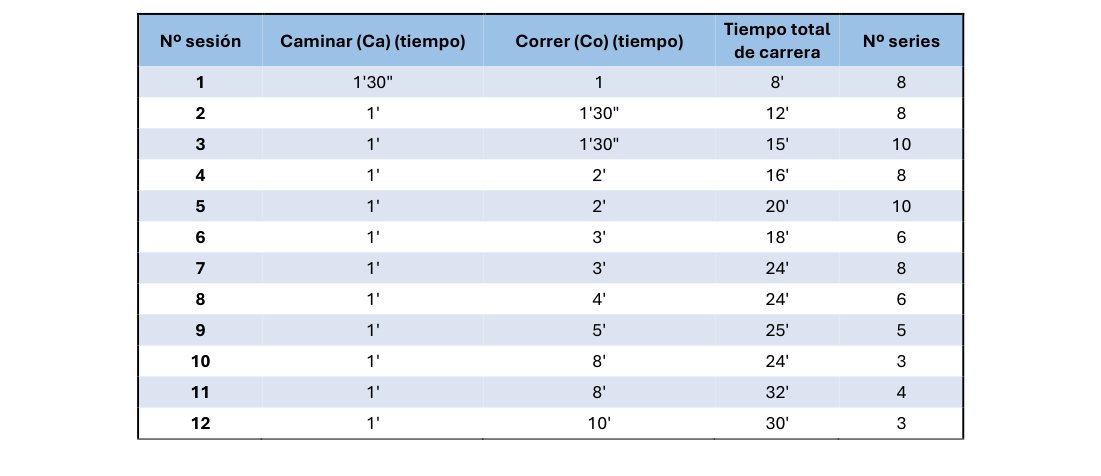 Nº sesión Caminar (Ca) (tiempo) Correr (Co) (tiempo) Tiempo total de carrera Nº series
1 1'30" 1 8' 8
2 1' 1'30" 12' 8
3 1' 1'30" 15' 10
4 1' 2' 16' 8
5 1' 2' 20' 10
6 1' 3' 18' 6
7 1' 3' 24' 8
8 1' 4' 24' 6
9 1' 5' 25' 5
10 1' 8' 24' 3
11 1' 8' 32' 4
12 1' 10' 30' 3